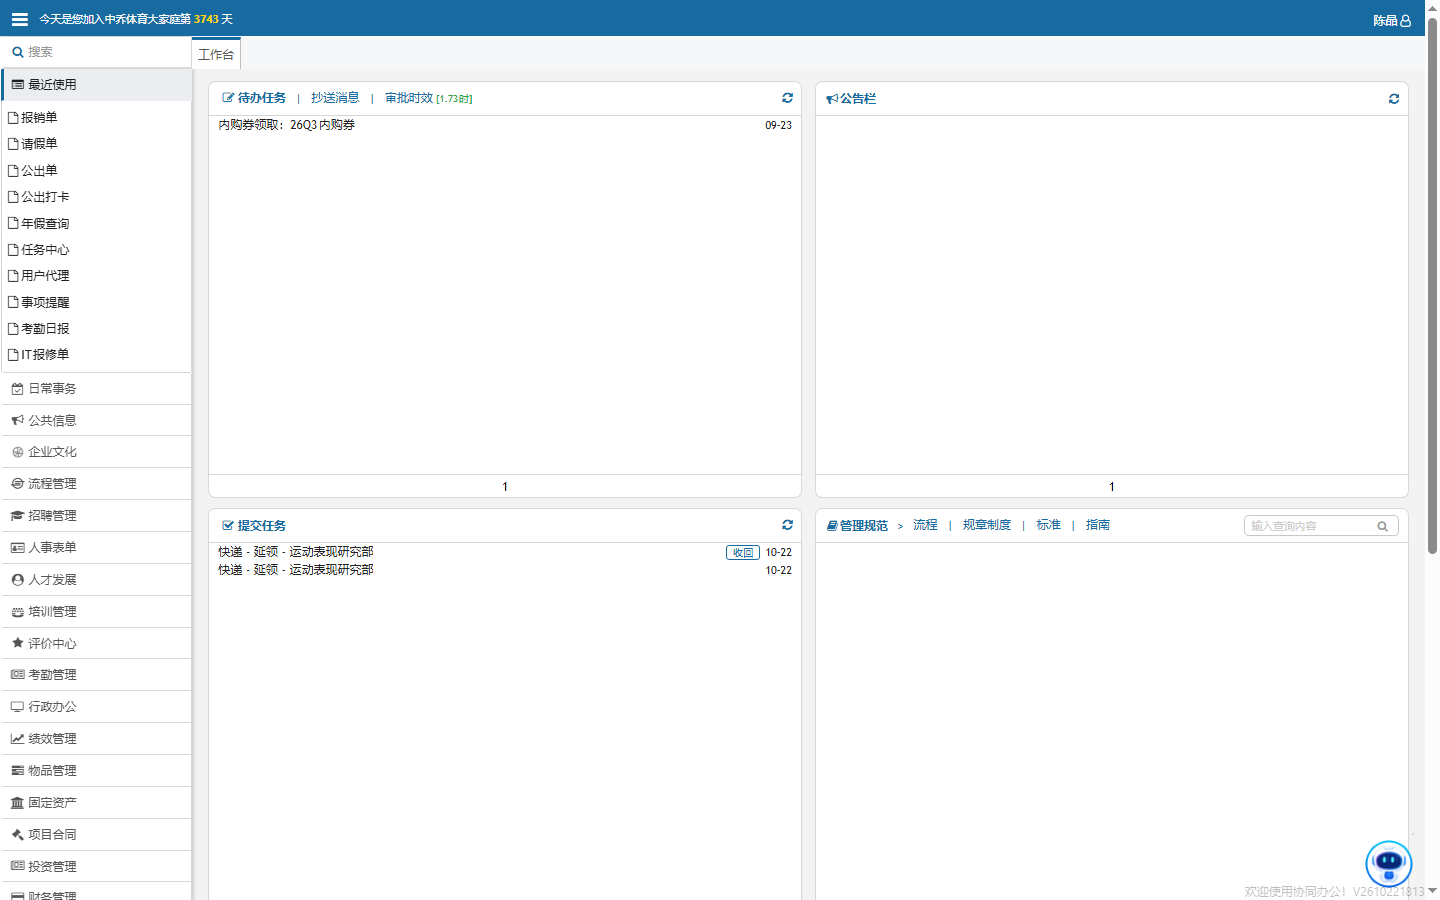 今天是您加入中乔体育大家庭第 3743 天
陈晶
搜索
工作台
最近使用
报销单
请假单
公出单
公出打卡
年假查询
任务中心
用户代理
事项提醒
考勤日报
IT报修单
日常事务
公共信息
企业文化
流程管理
招聘管理
人事表单
人才发展
培训管理
评价中心
考勤管理
行政办公
绩效管理
物品管理
固定资产
项目合同
投资管理
财务管理
待办任务 | 抄送消息 | 审批时效 [1.73时]
内购券领取：26Q3 内购券 09-23
1
公告栏
1
提交任务
快递 - 延领 - 运动表现研究部 收回 10-22
快递 - 延领 - 运动表现研究部 10-22
管理规范 > 流程 | 规章制度 | 标准 | 指南
输入查询内容
欢迎使用协同办公！V2610221813